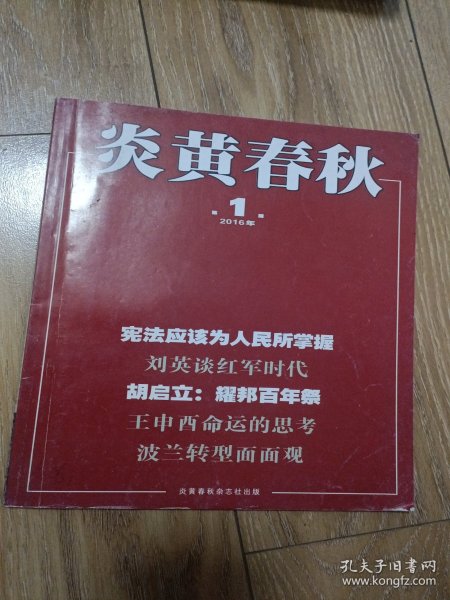 炎黄春秋
1
2016年
宪法应该为人民所掌握
刘英谈红军时代
胡启立：耀邦百年祭
王申酉命运的思考
波兰转型面面观
炎黄春秋杂志社出版
孔夫子旧书网
www.kongfz.com